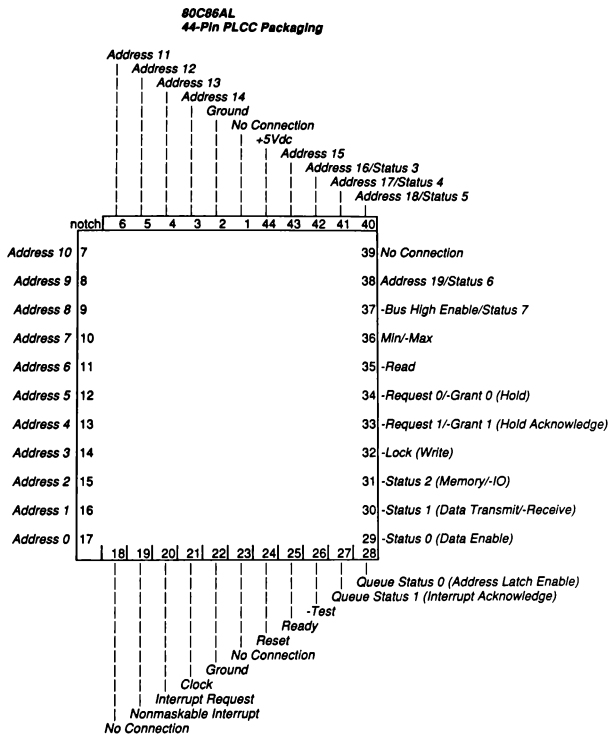 80C86AL
44-Pin PLCC Packaging
Address 11
Address 12
Address 13
Address 14
Ground
No Connection
+5Vdc
Address 15
Address 16/Status 3
Address 17/Status 4
Address 18/Status 5
notch 6 5 4 3 2 1 44 43 42 41 40
Address 10 7 39 No Connection
Address 9 8 38 Address 19/Status 6
Address 8 9 37 -Bus High Enable/Status 7
Address 7 10 36 Min/-Max
Address 6 11 35 -Read
Address 5 12 34 -Request 0/-Grant 0 (Hold)
Address 4 13 33 -Request 1/-Grant 1 (Hold Acknowledge)
Address 3 14 32 -Lock (Write)
Address 2 15 31 -Status 2 (Memory/-IO)
Address 1 16 30 -Status 1 (Data Transmit/-Receive)
Address 0 17 29 -Status 0 (Data Enable)
18 19 20 21 22 23 24 25 26 27 28
Queue Status 0 (Address Latch Enable)
Queue Status 1 (Interrupt Acknowledge)
-Test
Ready
Reset
No Connection
Ground
Clock
Interrupt Request
Nonmaskable Interrupt
No Connection